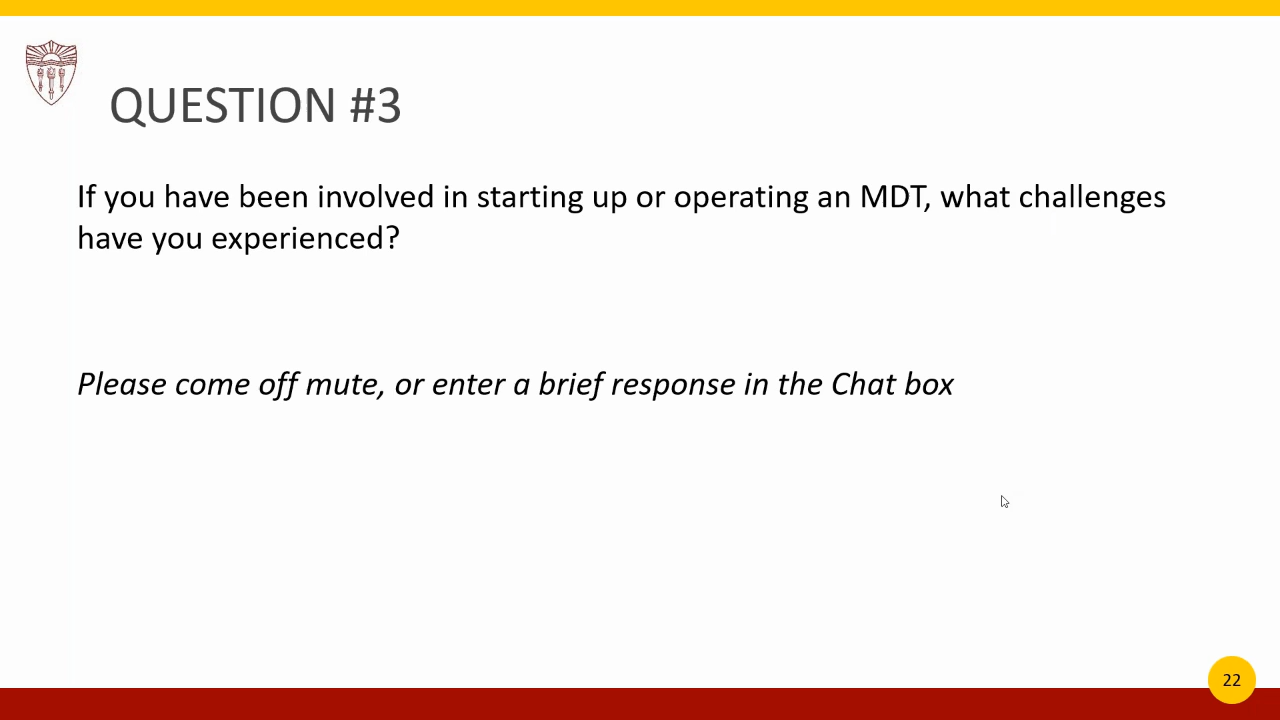 QUESTION #3
If you have been involved in starting up or operating an MDT, what challenges
have you experienced?
Please come off mute, or enter a brief response in the Chat box
22